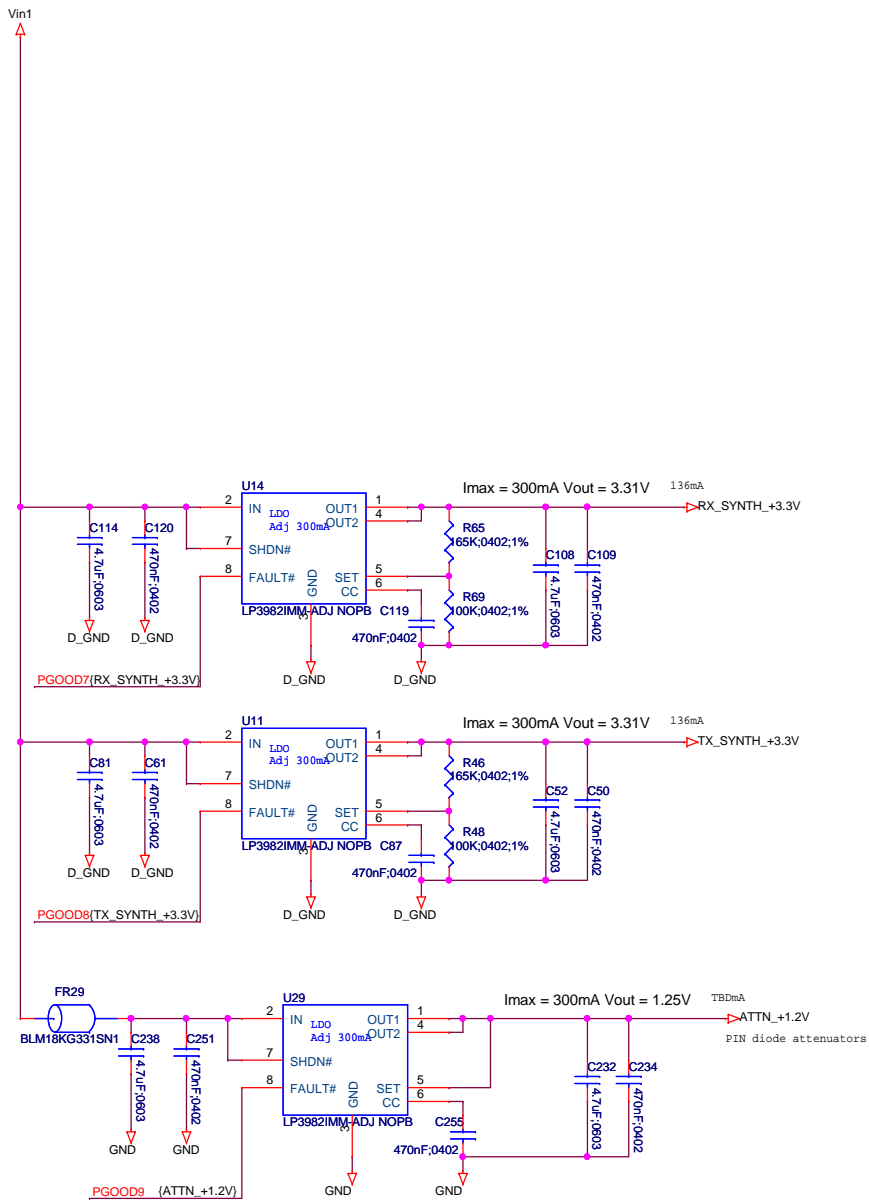 Vin1
U14
Imax = 300mA Vout = 3.31V
136mA
2
IN
LDO
Adj 300mA
OUT1
OUT2
1
4
RX_SYNTH_+3.3V
C114
4.7uF;0603
C120
470nF;0402
7
SHDN#
8
FAULT#
GND
3
SET
CC
5
6
R65
165K;0402;1%
R69
100K;0402;1%
C108
4.7uF;0603
C109
470nF;0402
LP3982IMM-ADJ NOPB
C119
470nF;0402
D_GND
D_GND
D_GND
D_GND
PGOOD7{RX_SYNTH_+3.3V}
U11
Imax = 300mA Vout = 3.31V
136mA
2
IN
LDO
Adj 300mA
OUT1
OUT2
1
4
TX_SYNTH_+3.3V
C81
4.7uF;0603
C61
470nF;0402
7
SHDN#
8
FAULT#
GND
3
SET
CC
5
6
R46
165K;0402;1%
R48
100K;0402;1%
C52
4.7uF;0603
C50
470nF;0402
LP3982IMM-ADJ NOPB
C87
470nF;0402
D_GND
D_GND
D_GND
D_GND
PGOOD8{TX_SYNTH_+3.3V}
FR29
BLM18KG331SN1
U29
Imax = 300mA Vout = 1.25V
TBDmA
2
IN
LDO
Adj 300mA
OUT1
OUT2
1
4
ATTN_+1.2V
PIN diode attenuators
C238
4.7uF;0603
C251
470nF;0402
7
SHDN#
8
FAULT#
GND
3
SET
CC
5
6
C232
4.7uF;0603
C234
470nF;0402
LP3982IMM-ADJ NOPB
C255
470nF;0402
GND
GND
GND
GND
PGOOD9 {ATTN_+1.2V}